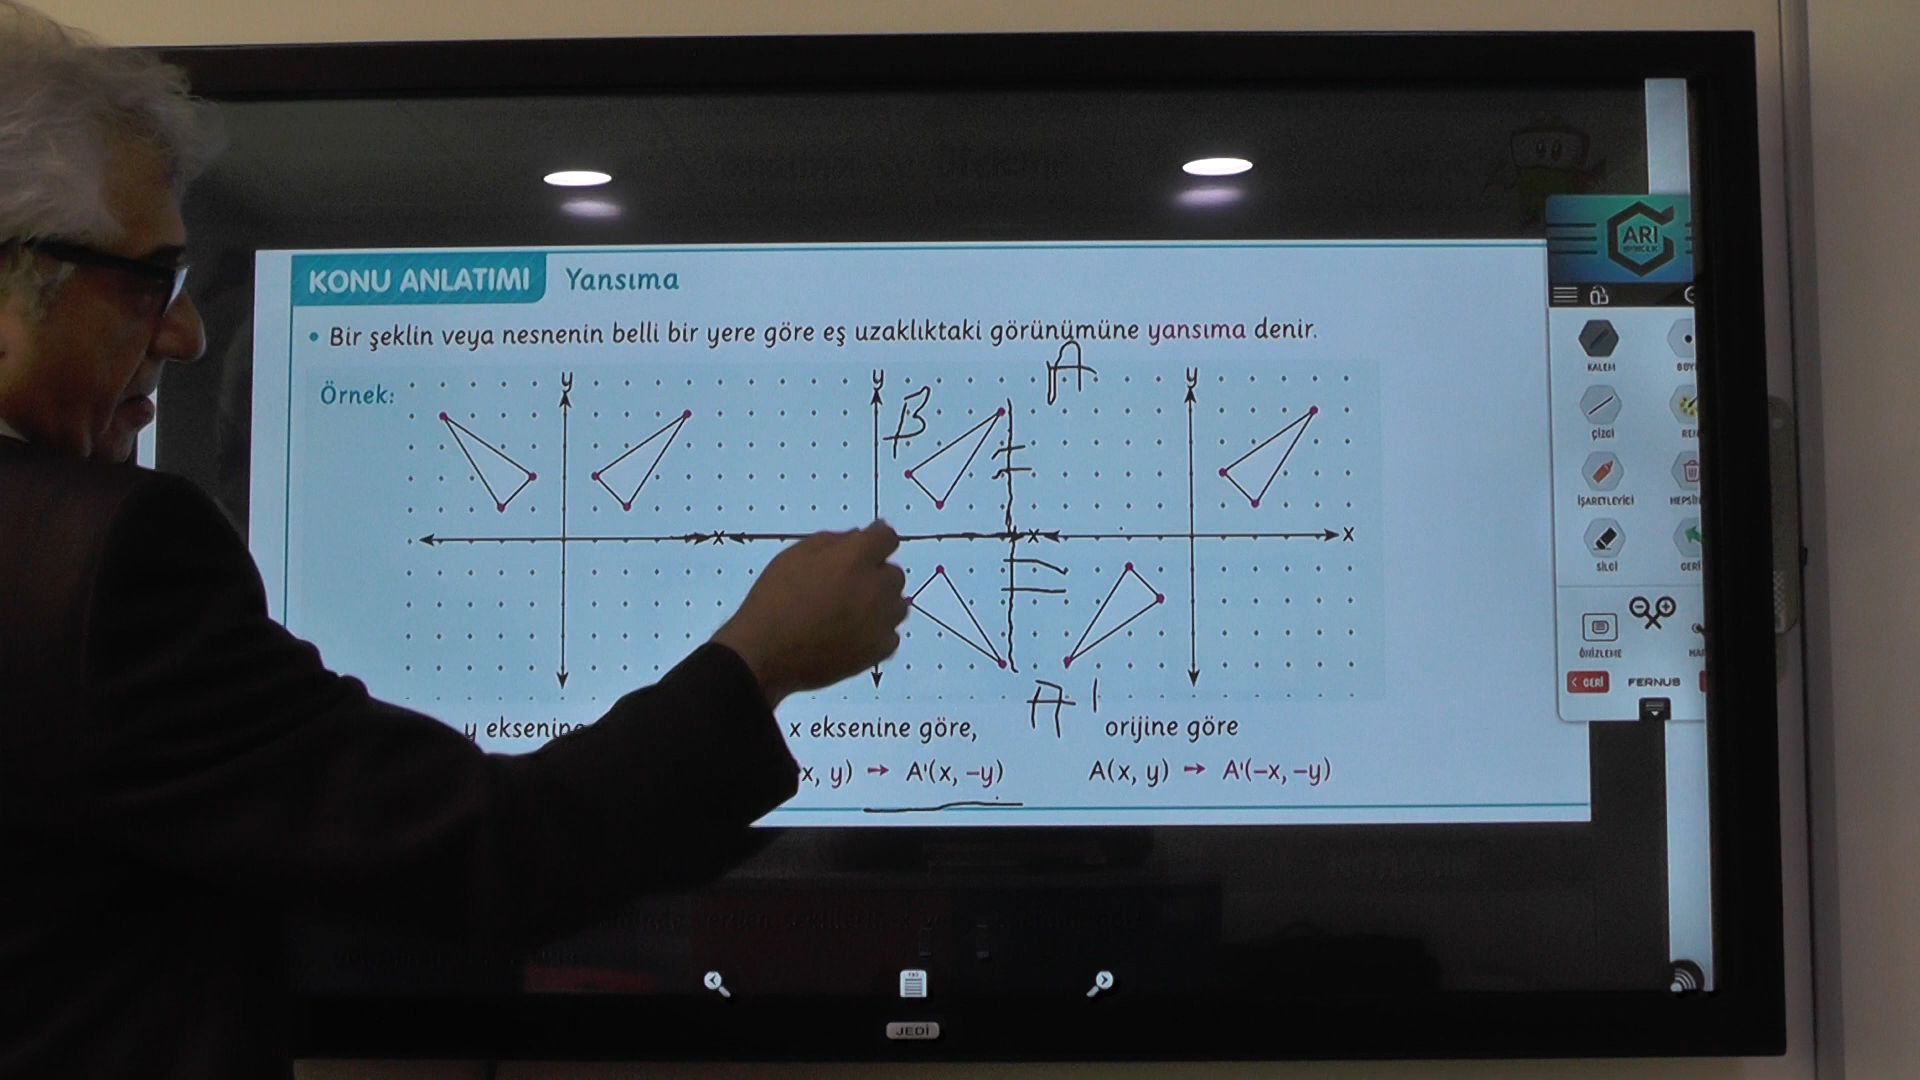 KONU ANLATIMI Yansıma
• Bir şeklin veya nesnenin belli bir yere göre eş uzaklıktaki görünümüne yansıma denir.
Örnek:
y y y
B A
x x x
A'
y eksenine
x eksenine göre,
orijine göre
x, y) → A'(x, –y)
A(x, y) → A'(–x, –y)
ARI
KALEM
ÇİZGİ
İŞARETLEYİCİ
SİLGİ
GERİ
ÖNİZLEME
< GERİ FERNUS
JEDİ